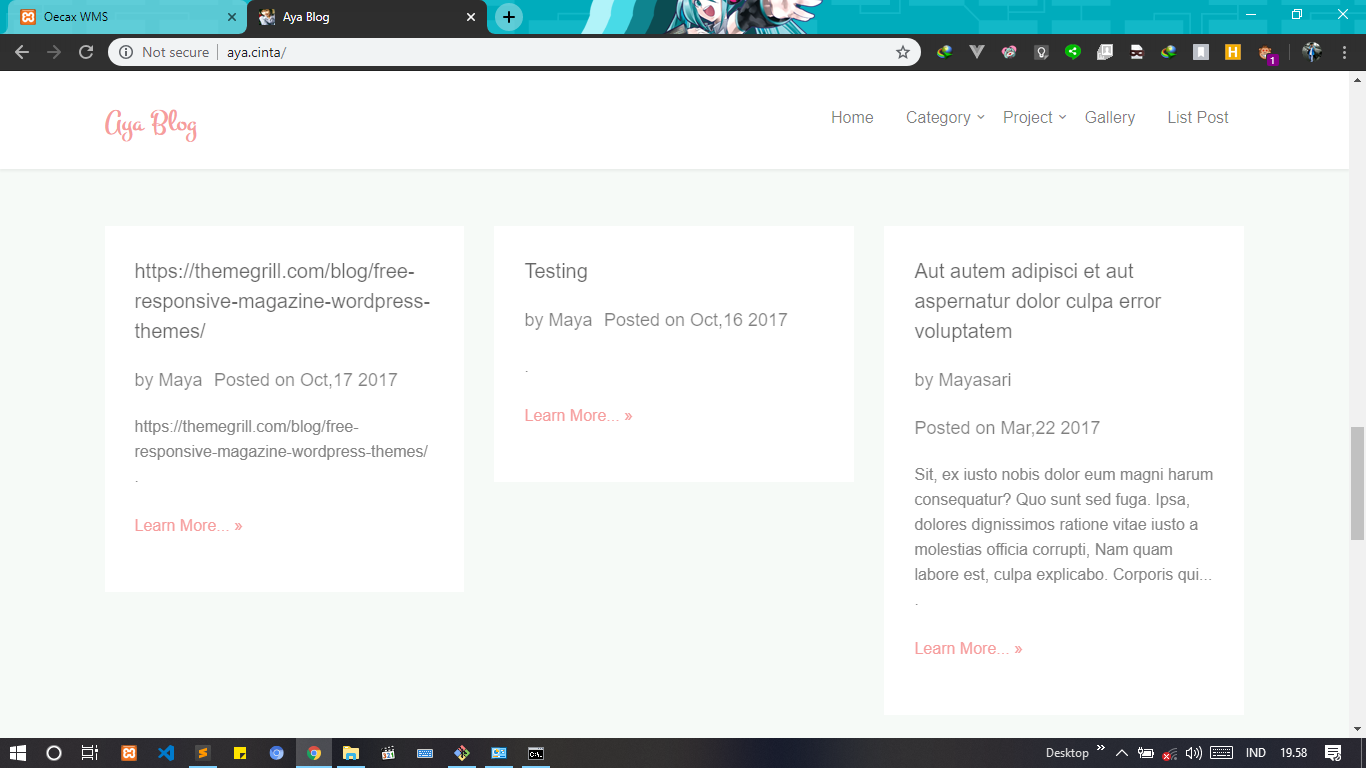 Oecax WMS
Aya Blog
Not secure
aya.cinta/
H
1
Aya Blog
Home
Category
Project
Gallery
List Post
https://themegrill.com/blog/free-
responsive-magazine-wordpress-
themes/
by Maya Posted on Oct,17 2017
https://themegrill.com/blog/free-
responsive-magazine-wordpress-themes/
.
Learn More... »
Testing
by Maya Posted on Oct,16 2017
.
Learn More... »
Aut autem adipisci et aut
aspernatur dolor culpa error
voluptatem
by Mayasari
Posted on Mar,22 2017
Sit, ex iusto nobis dolor eum magni harum
consequatur? Quo sunt sed fuga. Ipsa,
dolores dignissimos ratione vitae iusto a
molestias officia corrupti, Nam quam
labore est, culpa explicabo. Corporis qui...
.
Learn More... »
Desktop
IND
19.58